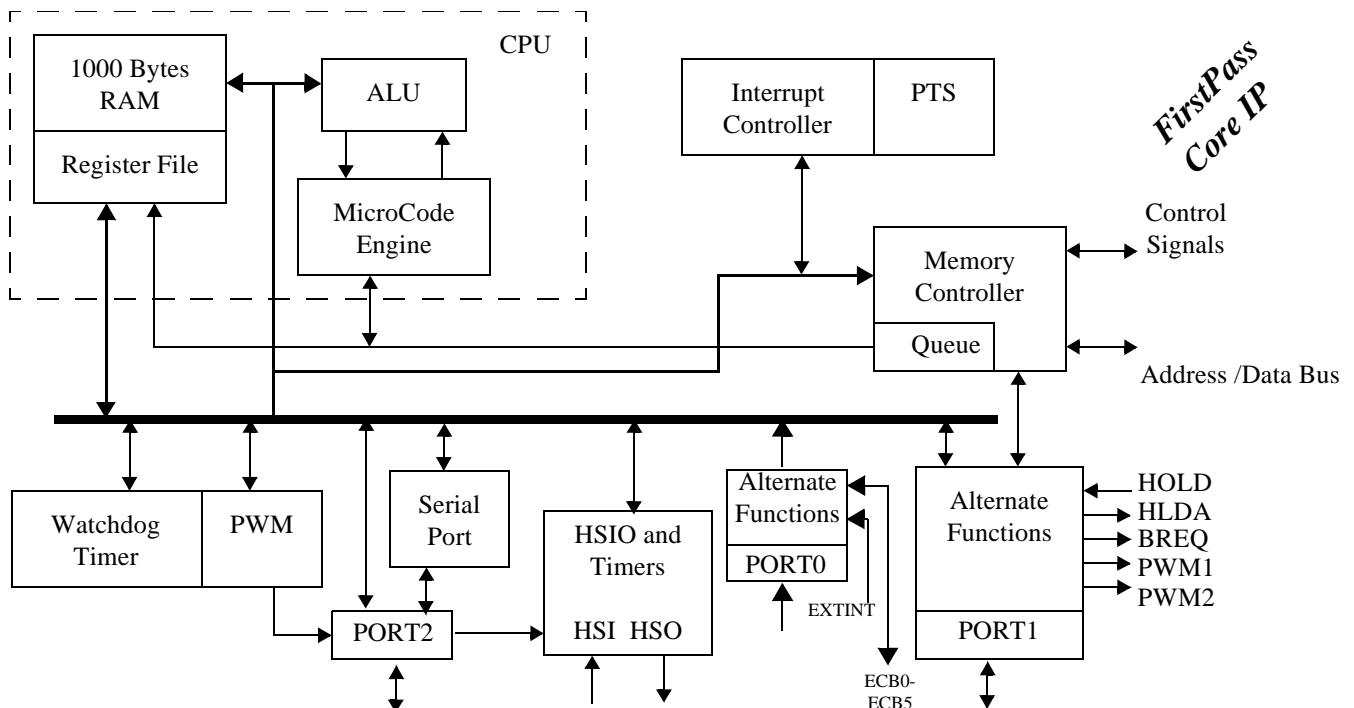 CPU
1000 Bytes
RAM
Register File
ALU
MicroCode
Engine
Interrupt
Controller
PTS
FirstPass
Core IP
Control
Signals
Memory
Controller
Queue
Address /Data Bus
Watchdog
Timer
PWM
Serial
Port
PORT2
HSIO and
Timers
HSI HSO
Alternate
Functions
PORT0
EXTINT
ECB0-
ECB5
Alternate
Functions
PORT1
HOLD
HLDA
BREQ
PWM1
PWM2